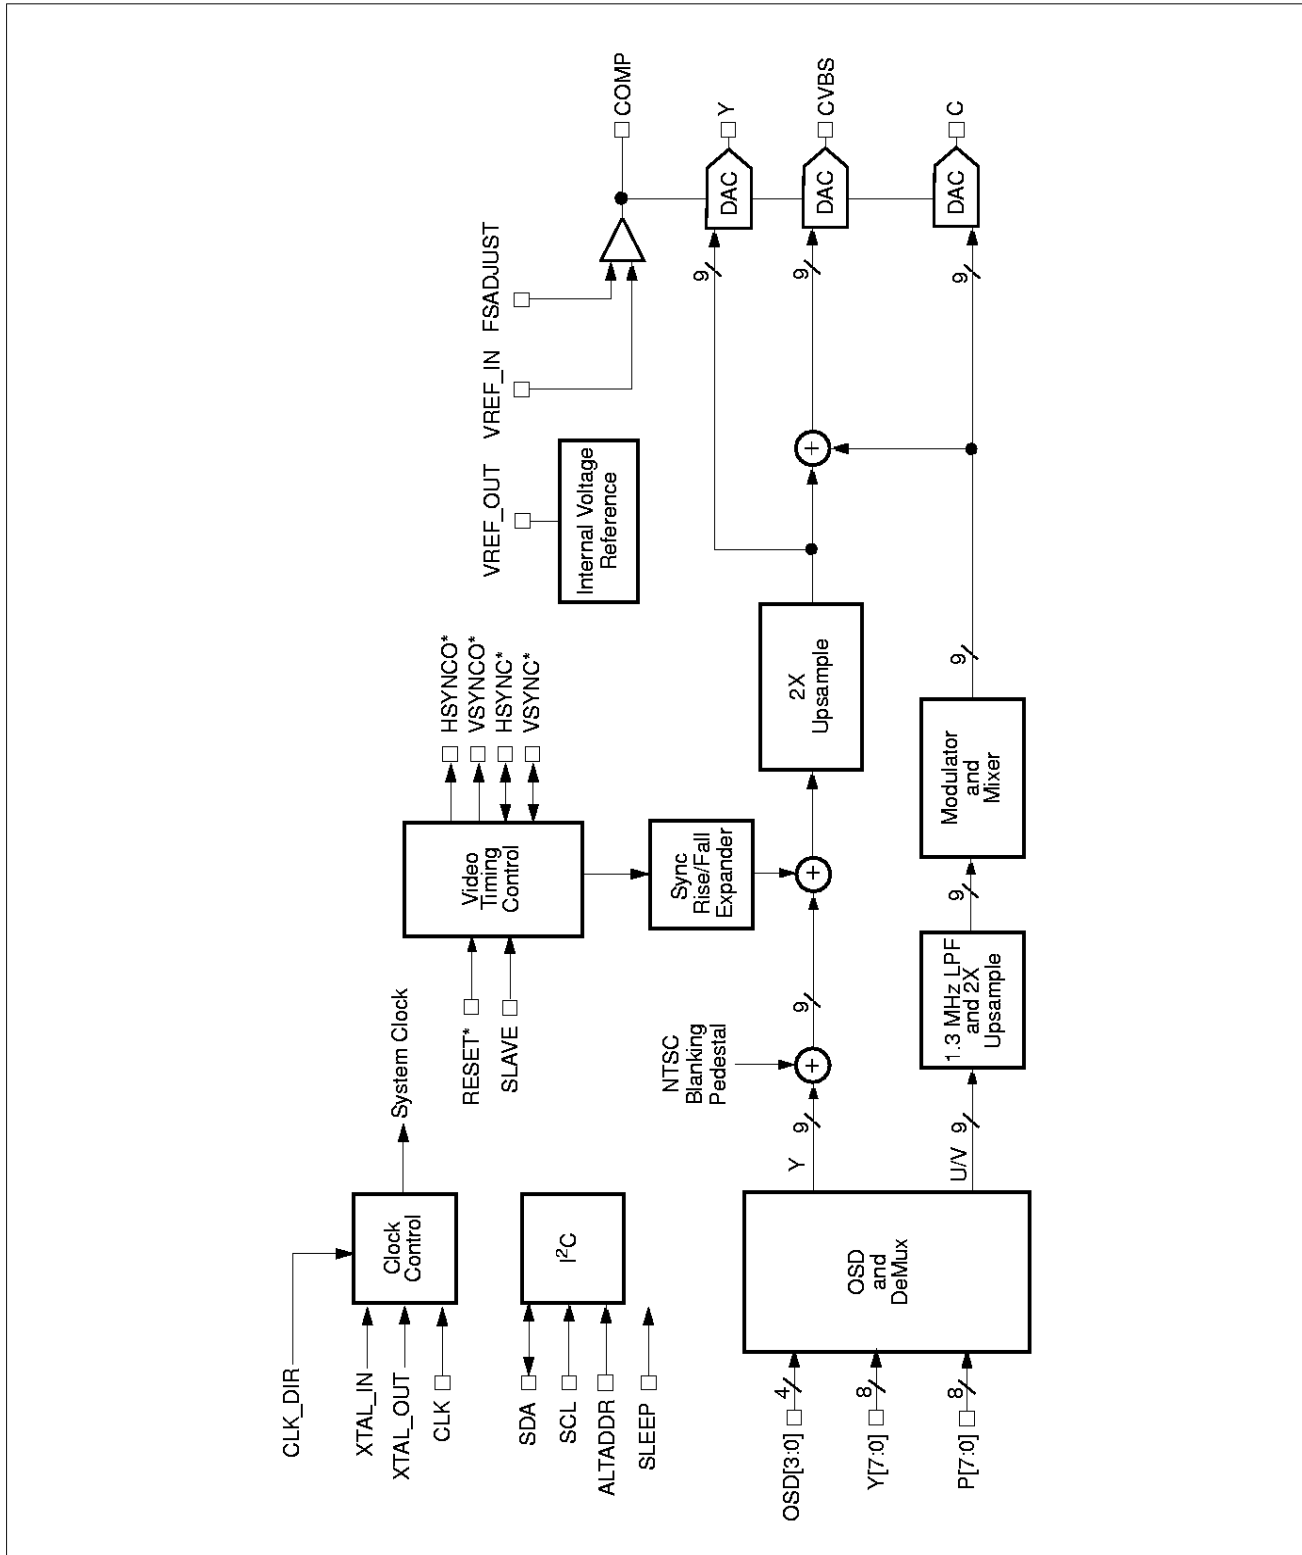 CLK_DIR
XTAL_IN
XTAL_OUT
CLK
Clock
Control
System Clock
SDA
SCL
ALTADDR
SLEEP
I²C
RESET*
SLAVE
Video
Timing
Control
HSYNCO*
VSYNCO*
HSYNC*
VSYNC*
Sync
Rise/Fall
Expander
VREF_OUT
Internal Voltage
Reference
VREF_IN
FSADJUST
COMP
OSD[3:0]
4
Y[7:0]
8
P[7:0]
8
OSD
and
DeMux
Y
9
U/V
9
NTSC
Blanking
Pedestal
+
9
+
2X
Upsample
1.3 MHz LPF
and 2X
Upsample
9
Modulator
and
Mixer
9
+
9
DAC
Y
9
DAC
CVBS
9
DAC
C